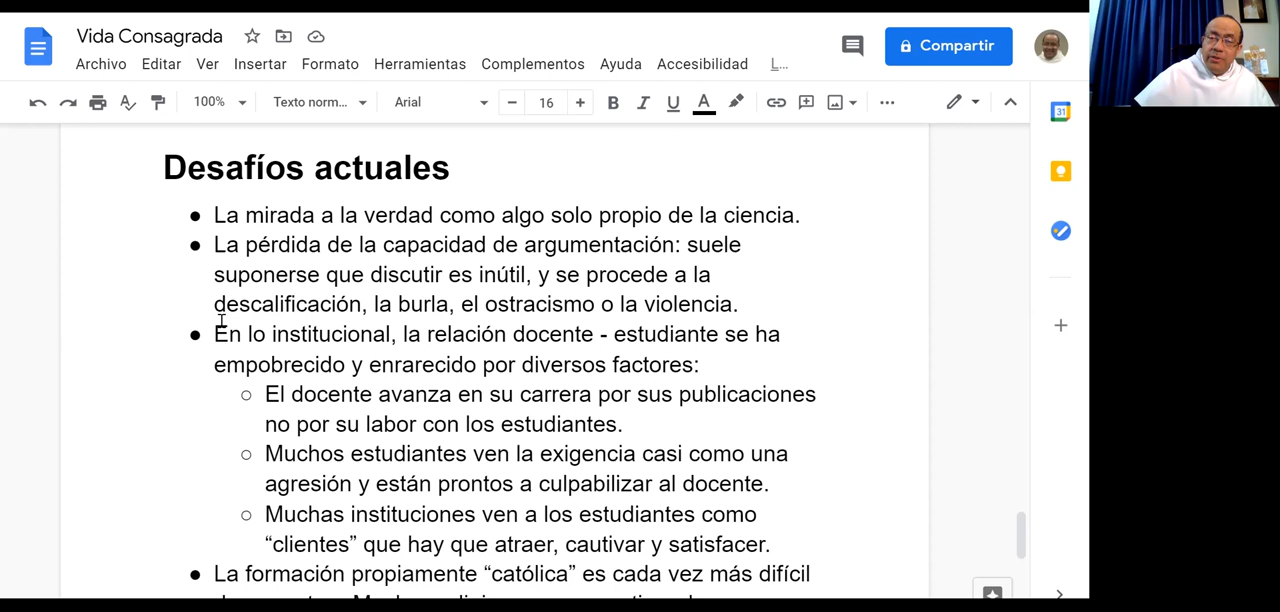 Vida Consagrada
Archivo Editar Ver Insertar Formato Herramientas Complementos Ayuda Accesibilidad L...
Compartir
100% Texto norm... Arial − 16 + B I U A
31
Desafíos actuales
● La mirada a la verdad como algo solo propio de la ciencia.
● La pérdida de la capacidad de argumentación: suele
suponerse que discutir es inútil, y se procede a la
descalificación, la burla, el ostracismo o la violencia.
● En lo institucional, la relación docente - estudiante se ha
empobrecido y enrarecido por diversos factores:
○ El docente avanza en su carrera por sus publicaciones
no por su labor con los estudiantes.
○ Muchos estudiantes ven la exigencia casi como una
agresión y están prontos a culpabilizar al docente.
○ Muchas instituciones ven a los estudiantes como
“clientes” que hay que atraer, cautivar y satisfacer.
● La formación propiamente “católica” es cada vez más difícil